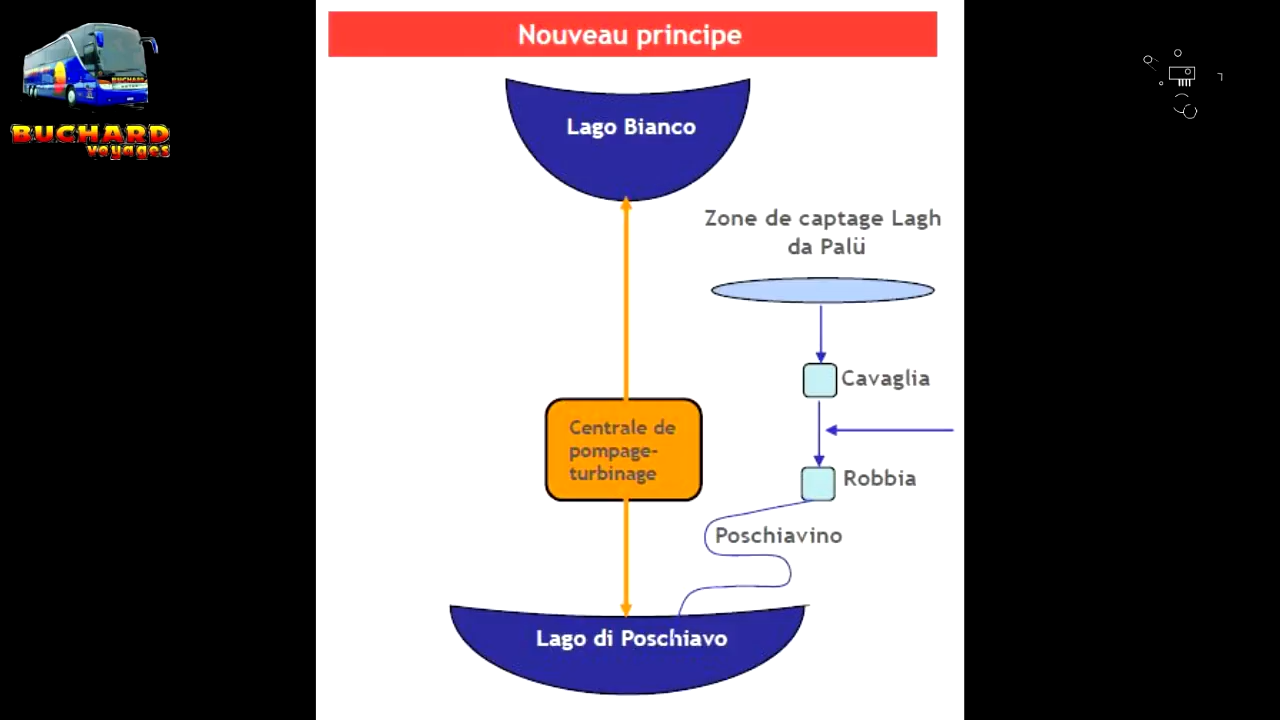 BUCHARD
voyages
Nouveau principe
Lago Bianco
Zone de captage Lagh
da Palü
Cavaglia
Centrale de
pompage-
turbinage
Robbia
Poschiavino
Lago di Poschiavo